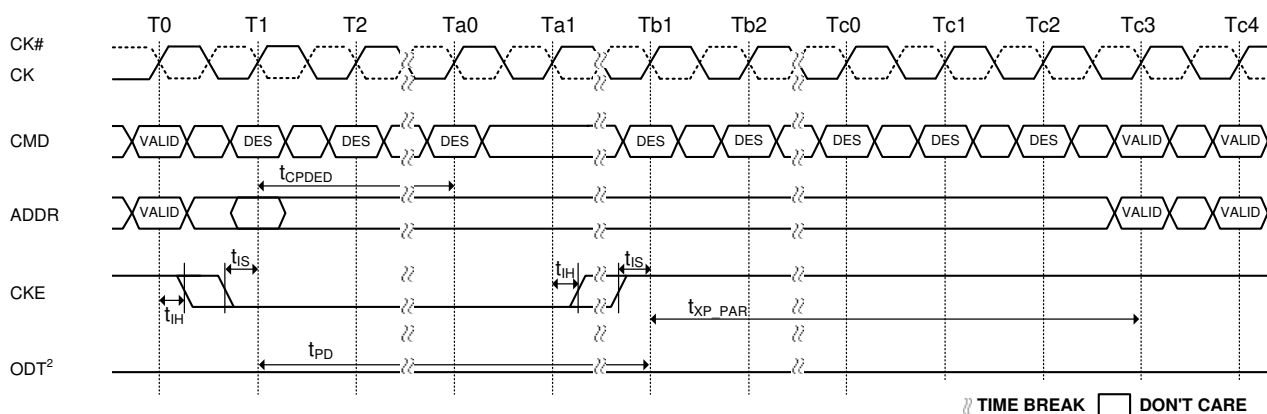 T0 T1 T2 Ta0 Ta1 Tb1 Tb2 Tc0 Tc1 Tc2 Tc3 Tc4
CK#
CK
CMD VALID DES DES DES DES DES DES DES DES VALID VALID
tCPDED
ADDR VALID VALID VALID
tIS tIH tIS
CKE
tIH tXP_PAR
tPD
ODT²
TIME BREAK DON'T CARE